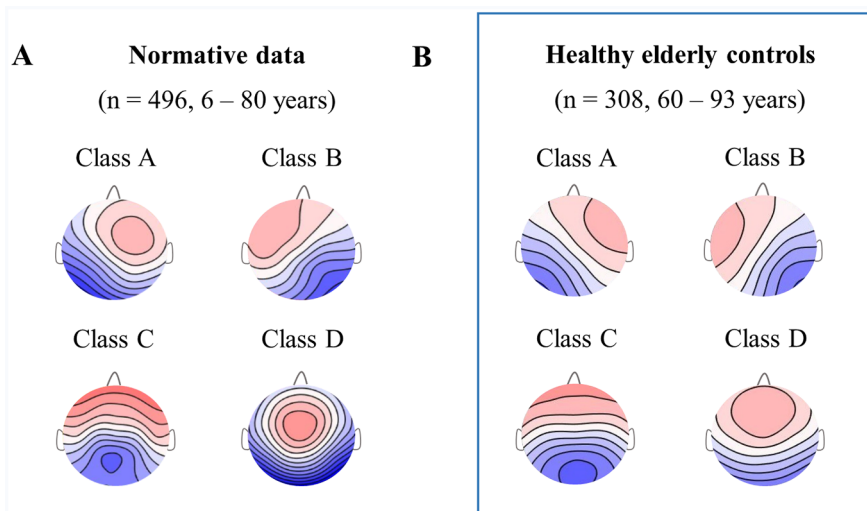 A
Normative data
(n = 496, 6 – 80 years)
Class A
Class B
Class C
Class D
B
Healthy elderly controls
(n = 308, 60 – 93 years)
Class A
Class B
Class C
Class D